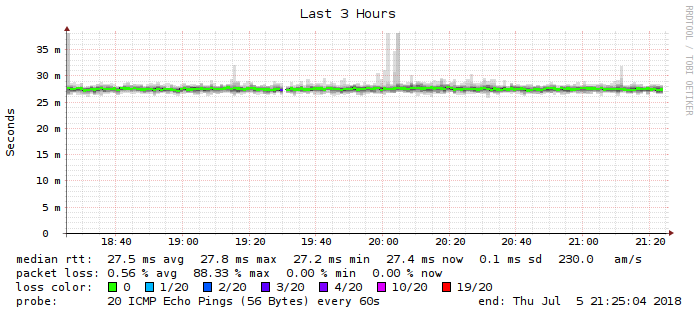 Last 3 Hours
RRDTOOL / TOBI OETIKER
Seconds
35 m
30 m
25 m
20 m
15 m
10 m
5 m
0
18:40 19:00 19:20 19:40 20:00 20:20 20:40 21:00 21:20
median rtt: 27.5 ms avg 27.8 ms max 27.2 ms min 27.4 ms now 0.1 ms sd 230.0 am/s
packet loss: 0.56 % avg 88.33 % max 0.00 % min 0.00 % now
loss color: 0 1/20 2/20 3/20 4/20 10/20 19/20
probe: 20 ICMP Echo Pings (56 Bytes) every 60s end: Thu Jul 5 21:25:04 2018